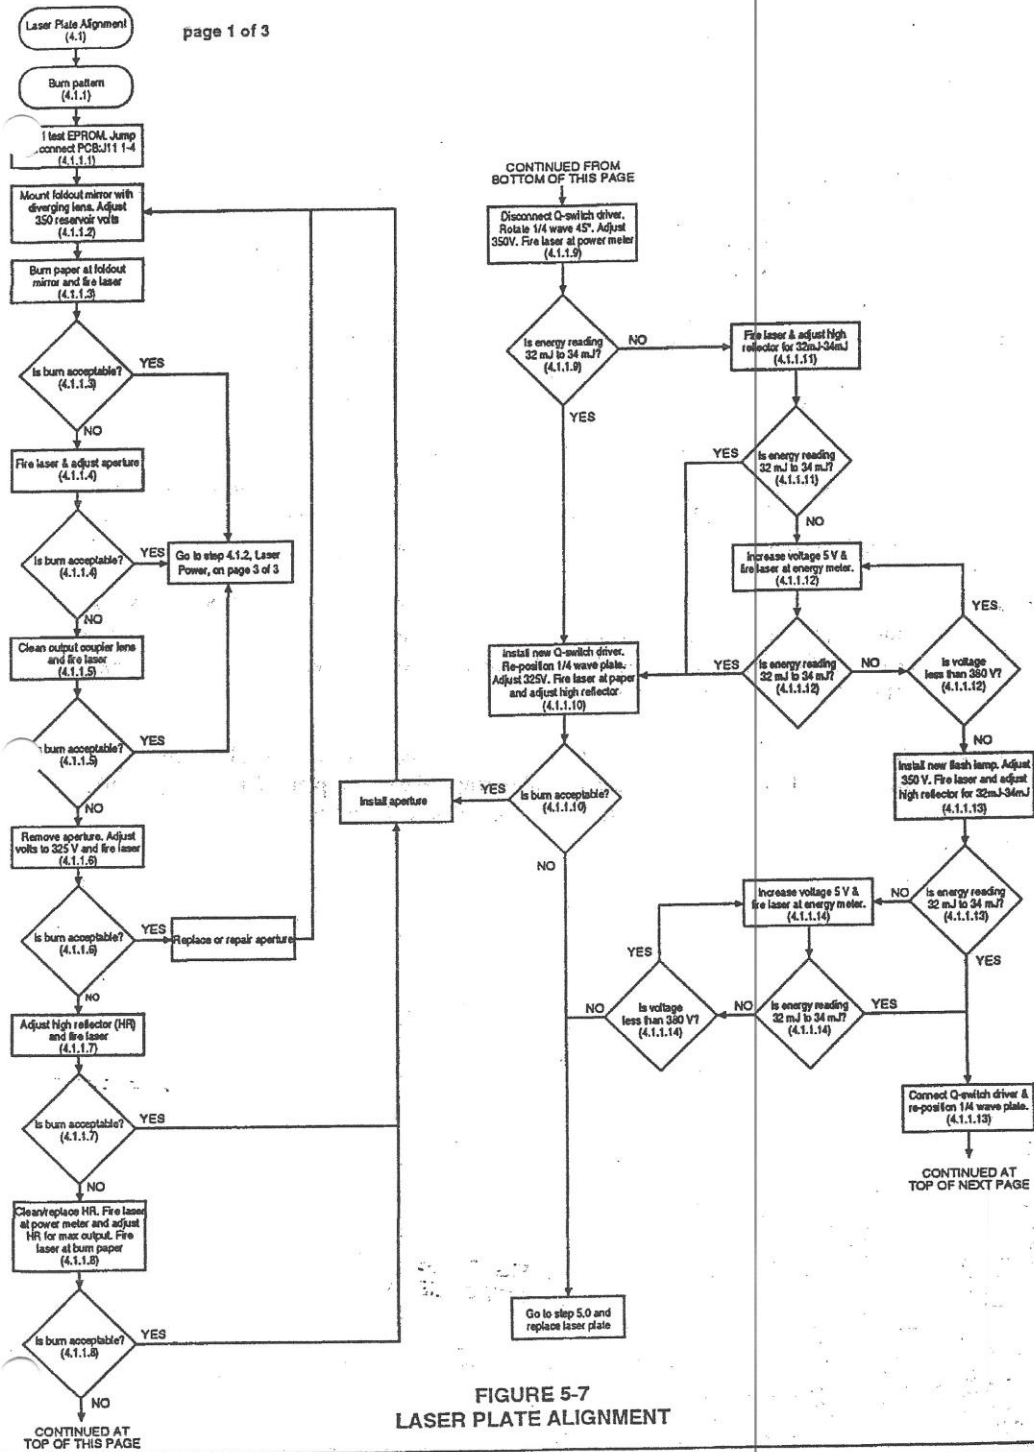 page 1 of 3
Laser Plate Alignment
(4.1)
Burn pattern
(4.1.1)
test EPROM. Jump
connect PCB:J11 1-4
(4.1.1.1)
Mount foldout mirror with
diverging lens. Adjust
350 reservoir volts
(4.1.1.2)
Burn paper at foldout
mirror and fire laser
(4.1.1.3)
Is burn acceptable?
(4.1.1.3)
YES
NO
Fire laser & adjust aperture
(4.1.1.4)
Is burn acceptable?
(4.1.1.4)
YES
Go to step 4.1.2, Laser
Power, on page 3 of 3
NO
Clean output coupler lens
and fire laser
(4.1.1.5)
burn acceptable?
(4.1.1.5)
YES
NO
Remove aperture. Adjust
volts to 325 V and fire laser
(4.1.1.6)
Is burn acceptable?
(4.1.1.6)
YES
Replace or repair aperture
NO
Adjust high reflector (HR)
and fire laser
(4.1.1.7)
Is burn acceptable?
(4.1.1.7)
YES
NO
Clean/replace HR. Fire laser
at power meter and adjust
HR for max output. Fire
laser at burn paper
(4.1.1.8)
Is burn acceptable?
(4.1.1.8)
YES
NO
CONTINUED AT
TOP OF THIS PAGE
Install aperture
CONTINUED FROM
BOTTOM OF THIS PAGE
Disconnect Q-switch driver.
Rotate 1/4 wave 45°. Adjust
350V. Fire laser at power meter
(4.1.1.9)
Is energy reading
32 mJ to 34 mJ?
(4.1.1.9)
NO
YES
Install new Q-switch driver.
Re-position 1/4 wave plate.
Adjust 325V. Fire laser at paper
and adjust high reflector
(4.1.1.10)
Is burn acceptable?
(4.1.1.10)
YES
NO
Go to step 5.0 and
replace laser plate
Fire laser & adjust high
reflector for 32mJ-34mJ
(4.1.1.11)
Is energy reading
32 mJ to 34 mJ?
(4.1.1.11)
YES
NO
Increase voltage 5 V &
fire laser at energy meter.
(4.1.1.12)
Is energy reading
32 mJ to 34 mJ?
(4.1.1.12)
YES
NO
Is voltage
less than 380 V?
(4.1.1.12)
YES
NO
Install new flash lamp. Adjust
350 V. Fire laser and adjust
high reflector for 32mJ-34mJ
(4.1.1.13)
Is energy reading
32 mJ to 34 mJ?
(4.1.1.13)
NO
YES
Increase voltage 5 V &
fire laser at energy meter.
(4.1.1.14)
Is energy reading
32 mJ to 34 mJ?
(4.1.1.14)
YES
NO
Is voltage
less than 380 V?
(4.1.1.14)
YES
NO
Connect Q-switch driver &
re-position 1/4 wave plate.
(4.1.1.13)
CONTINUED AT
TOP OF NEXT PAGE
FIGURE 5-7
LASER PLATE ALIGNMENT